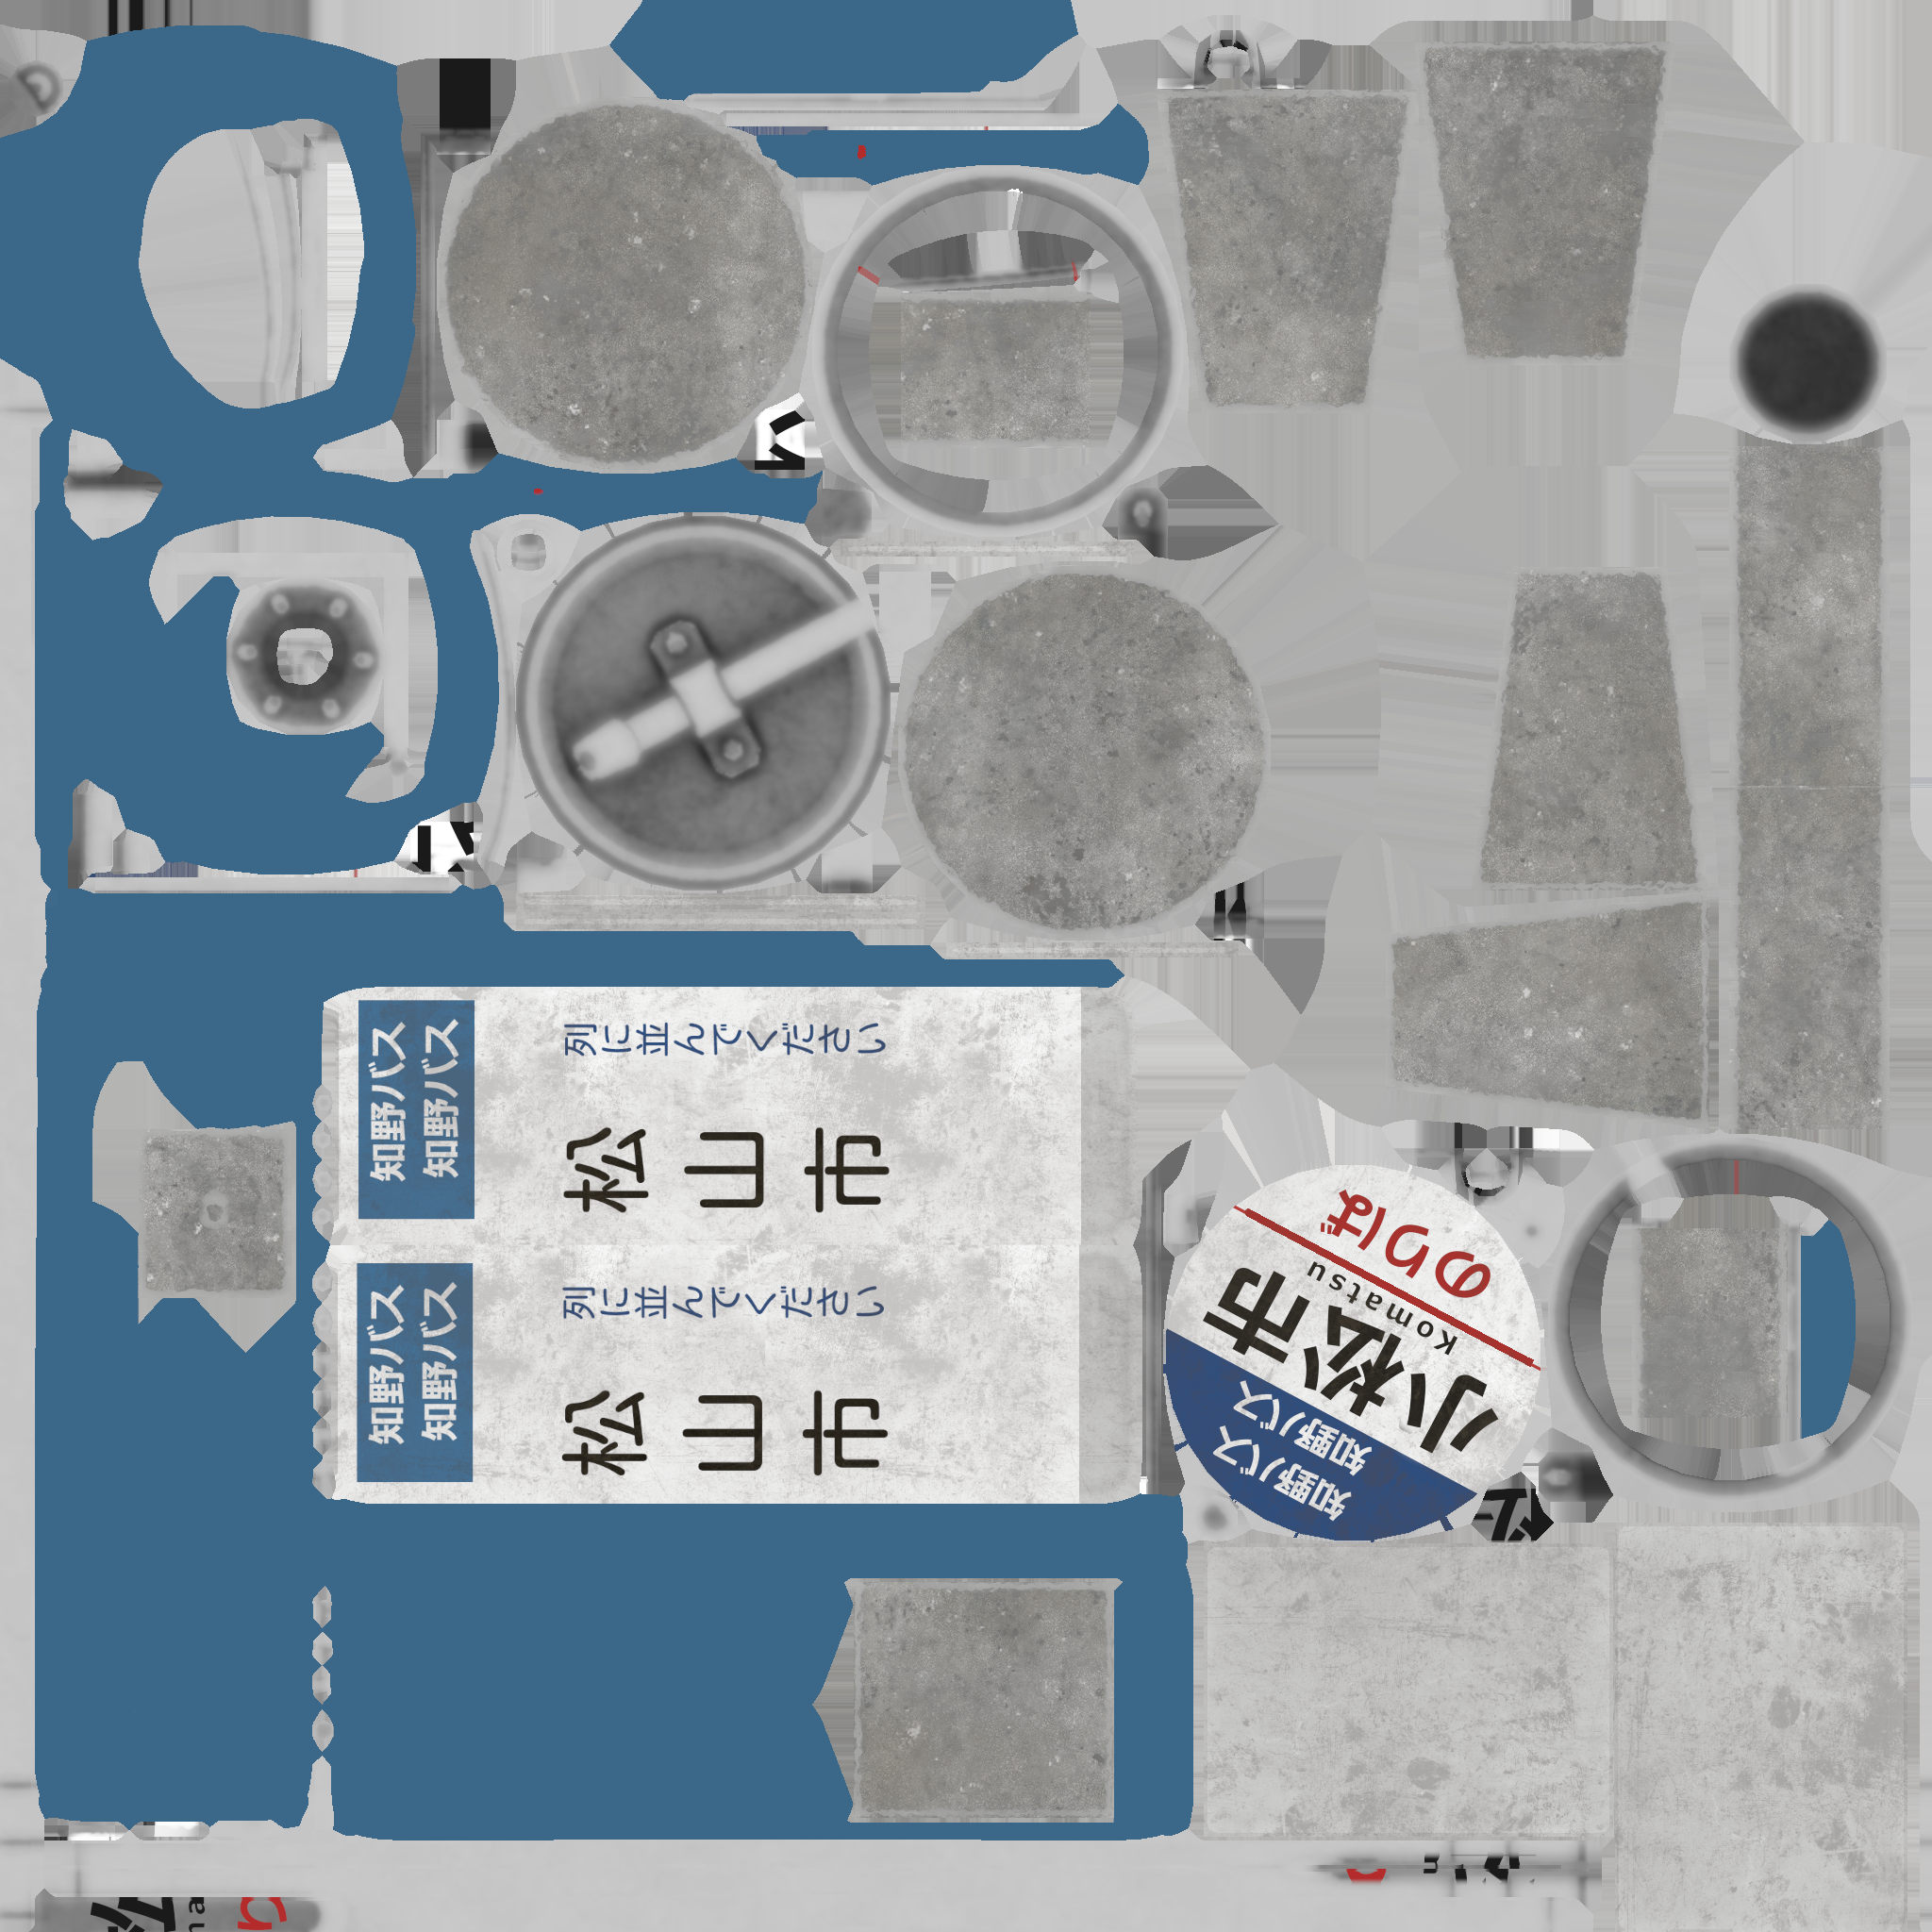 知野バス
知野バス
列に並んでください
松山市
知野バス
知野バス
列に並んでください
松山市
のりば
Komatsu
小松市
知野バス
知野バス